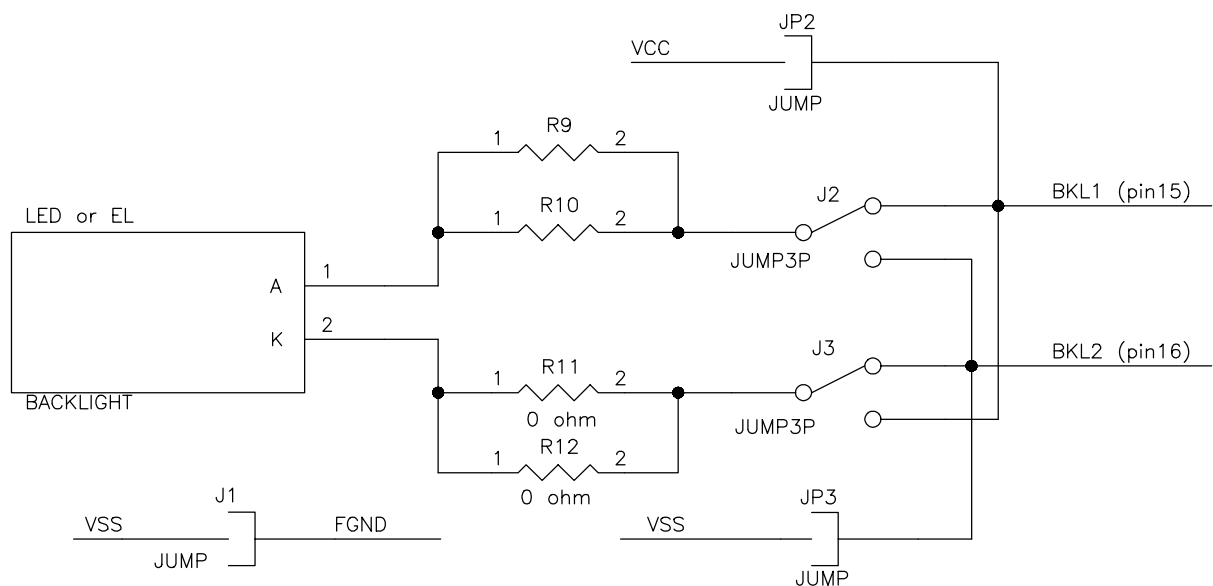 JP2
VCC
JUMP
R9
1 2
R10
1 2
J2
BKL1 (pin15)
LED or EL
JUMP3P
A 1
K 2
J3
BKL2 (pin16)
R11
1 2
0 ohm
JUMP3P
BACKLIGHT
R12
1 2
0 ohm
J1
VSS FGND
JUMP
JP3
VSS
JUMP